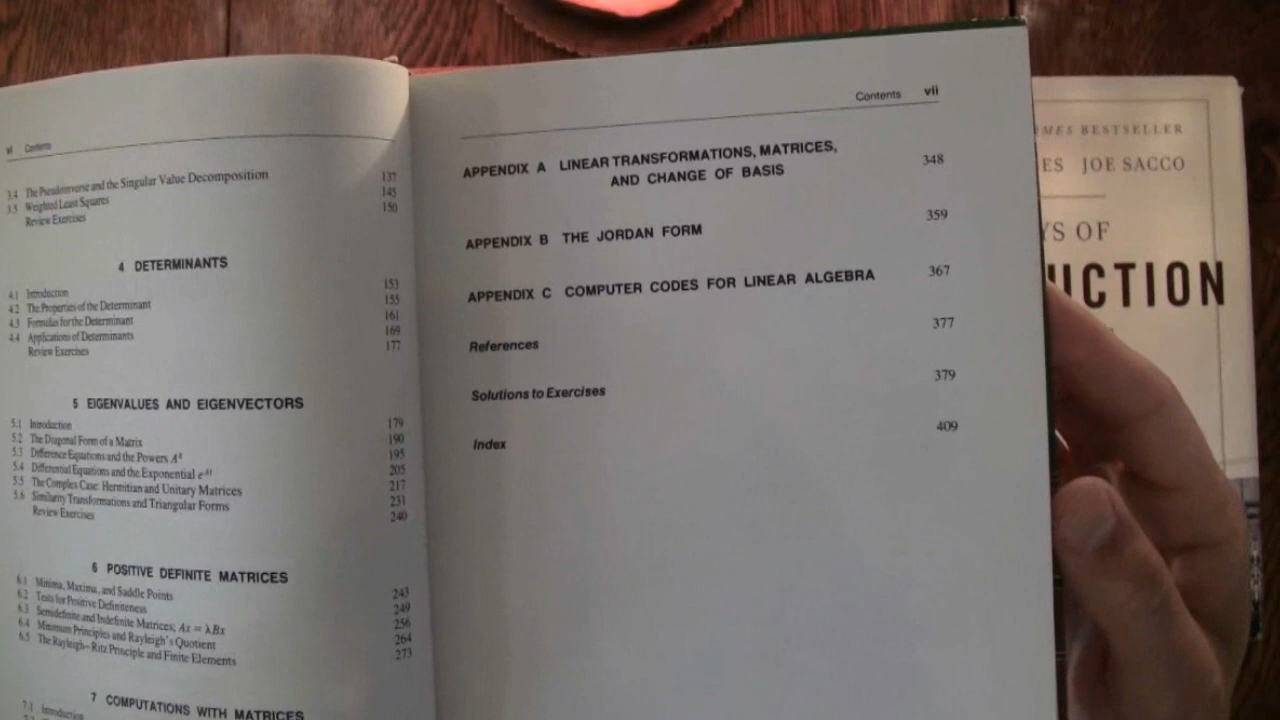 vi Contents
3.4 The Pseudoinverse and the Singular Value Decomposition 137
3.5 Weighted Least Squares 145
Review Exercises 150
4 DETERMINANTS
4.1 Introduction 153
4.2 The Properties of the Determinant 155
4.3 Formulas for the Determinant 161
4.4 Applications of Determinants 169
Review Exercises 177
5 EIGENVALUES AND EIGENVECTORS
5.1 Introduction 179
5.2 The Diagonal Form of a Matrix 190
5.3 Difference Equations and the Powers Aᵏ 195
5.4 Differential Equations and the Exponential eᴬᵗ 205
5.5 The Complex Case: Hermitian and Unitary Matrices 217
5.6 Similarity Transformations and Triangular Forms 231
Review Exercises 240
6 POSITIVE DEFINITE MATRICES
6.1 Minima, Maxima, and Saddle Points 243
6.2 Tests for Positive Definiteness 249
6.3 Semidefinite and Indefinite Matrices; Ax = λBx 256
6.4 Minimum Principles and Rayleigh's Quotient 264
6.5 The Rayleigh–Ritz Principle and Finite Elements 273
7 COMPUTATIONS WITH MATRICES
7.1 Introduction
Contents vii
APPENDIX A LINEAR TRANSFORMATIONS, MATRICES,
AND CHANGE OF BASIS 348
APPENDIX B THE JORDAN FORM 359
APPENDIX C COMPUTER CODES FOR LINEAR ALGEBRA 367
References 377
Solutions to Exercises 379
Index 409
MES BESTSELLER
ES JOE SACCO
YS OF
UCTION